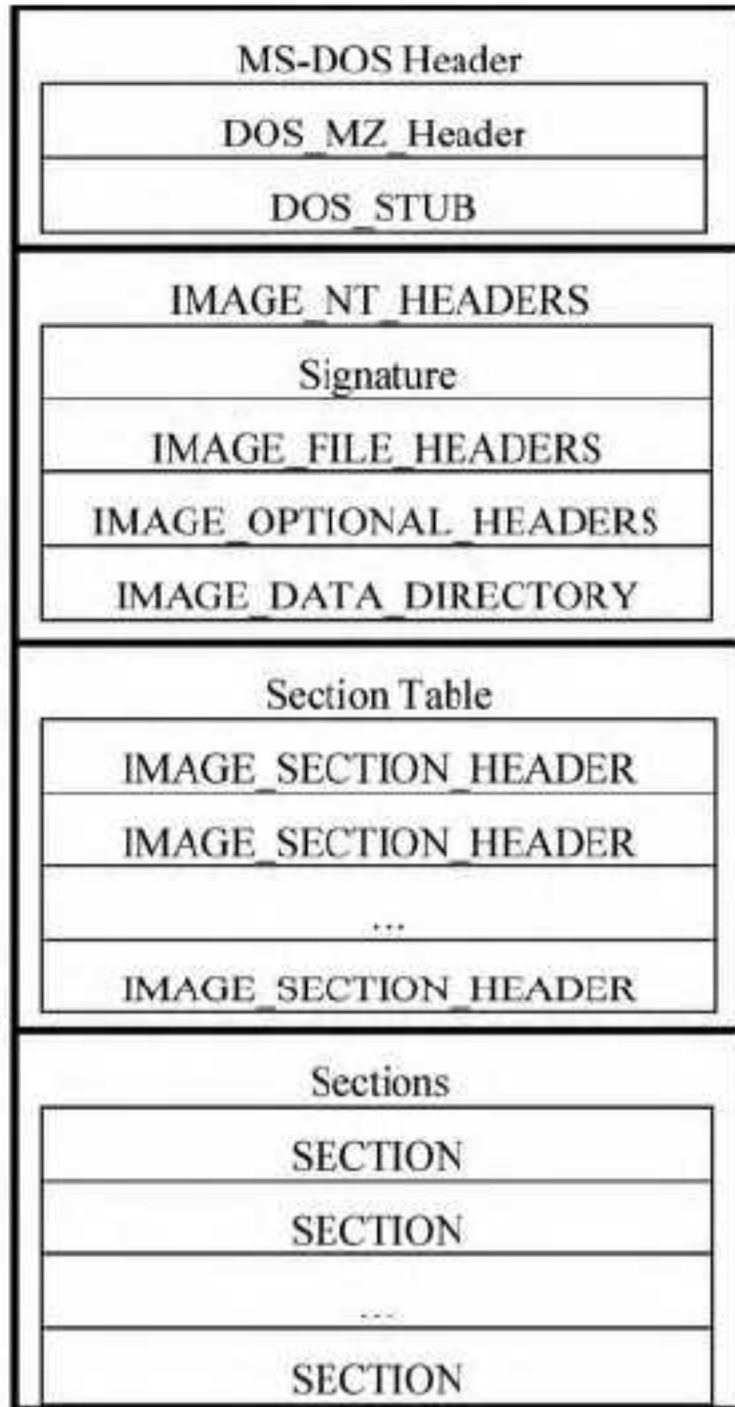 MS-DOS Header
DOS_MZ_Header
DOS_STUB
IMAGE_NT_HEADERS
Signature
IMAGE_FILE_HEADERS
IMAGE_OPTIONAL_HEADERS
IMAGE_DATA_DIRECTORY
Section Table
IMAGE_SECTION_HEADER
IMAGE_SECTION_HEADER
...
IMAGE_SECTION_HEADER
Sections
SECTION
SECTION
...
SECTION